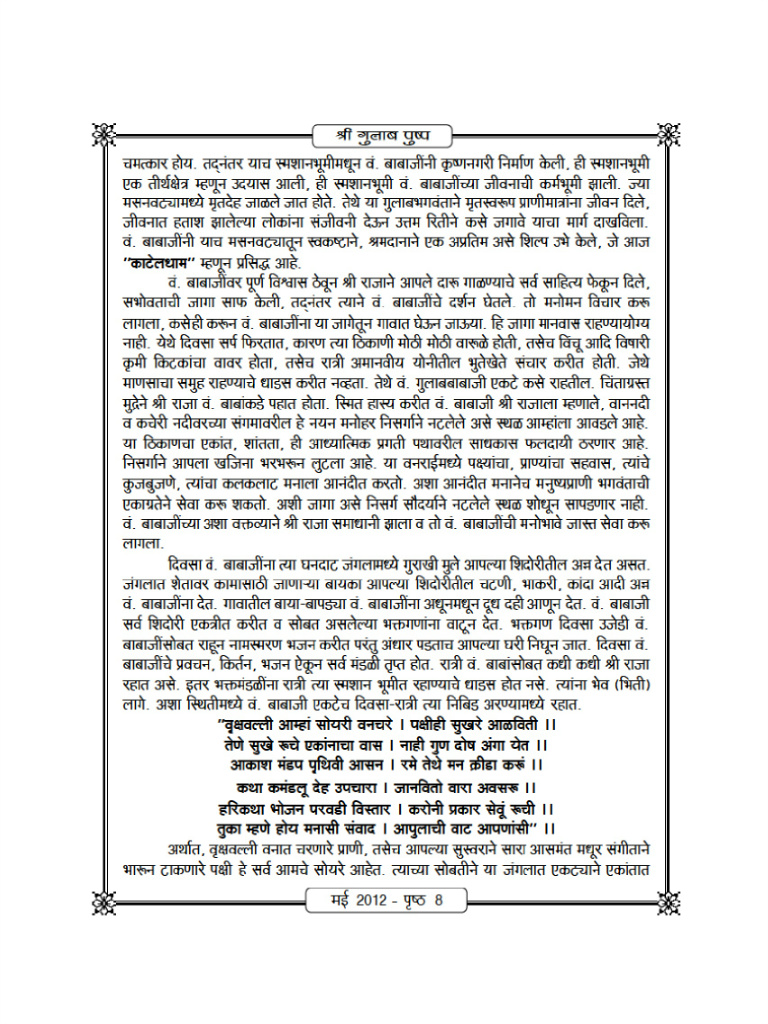 श्री गुलाब पुष्प
चमत्कार होय. तद्नंतर याच स्मशानभूमीमधून वं. बाबाजींनी कृष्णनगरी निर्माण केली, ही स्मशानभूमी
एक तीर्थक्षेत्र म्हणून उदयास आली, ही स्मशानभूमी वं. बाबाजींच्या जीवनाची कर्मभूमी झाली. ज्या
मसनवट्यामध्ये मृतदेह जाळले जात होते. तेथे या गुलाबभगवंताने मृतस्वरूप प्राणीमात्रांना जीवन दिले,
जीवनात हताश झालेल्या लोकांना संजीवनी देऊन उत्तम रितीने कसे जगावे याचा मार्ग दाखविला.
वं. बाबाजींनी याच मसनवट्यातून स्वकष्टाने, श्रमदानाने एक अप्रतिम असे शिल्प उभे केले, जे आज
"काटेलधाम" म्हणून प्रसिद्ध आहे.
वं. बाबाजींवर पूर्ण विश्वास ठेवून श्री राजाने आपले दारू गाळण्याचे सर्व साहित्य फेकून दिले,
सभोवताची जागा साफ केली, तद्नंतर त्याने वं. बाबाजींचे दर्शन घेतले. तो मनोमन विचार करू
लागला, कसेही करून वं. बाबाजींना या जागेतून गावात घेऊन जाऊया. हि जागा मानवास राहण्यायोग्य
नाही. येथे दिवसा सर्प फिरतात, कारण त्या ठिकाणी मोठी मोठी वारूळे होती, तसेच विंचू आदि विषारी
कृमी किटकांचा वावर होता, तसेच रात्री अमानवीय योनीतील भुतेखेते संचार करीत होती. जेथे
माणसाचा समुह राहण्याचे धाडस करीत नव्हता. तेथे वं. गुलाबबाबाजी एकटे कसे राहतील. चिंताग्रस्त
मुद्रेने श्री राजा वं. बाबांकडे पहात होता. स्मित हास्य करीत वं. बाबाजी श्री राजाला म्हणाले, वाननदी
व कचेरी नदीवरच्या संगमावरील हे नयन मनोहर निसर्गाने नटलेले असे स्थळ आम्हांला आवडले आहे.
या ठिकाणचा एकांत, शांतता, ही आध्यात्मिक प्रगती पथावरील साधकास फलदायी ठरणार आहे.
निसर्गाने आपला खजिना भरभरून लुटला आहे. या वनराईमध्ये पक्ष्यांचा, प्राण्यांचा सहवास, त्यांचे
कुजबुजणे, त्यांचा कलकलाट मनाला आनंदीत करतो. अशा आनंदीत मनानेच मनुष्यप्राणी भगवंताची
एकाग्रतेने सेवा करू शकतो. अशी जागा असे निसर्ग सौदर्याने नटलेले स्थळ शोधून सापडणार नाही.
वं. बाबाजींच्या अशा वक्तव्याने श्री राजा समाधानी झाला व तो वं. बाबाजींची मनोभावे जास्त सेवा करू
लागला.
दिवसा वं. बाबाजींना त्या घनदाट जंगलामध्ये गुराखी मुले आपल्या शिदोरीतील अन्न देत असत.
जंगलात शेतावर कामासाठी जाणाऱ्या बायका आपल्या शिदोरीतील चटणी, भाकरी, कांदा आदी अन्न
वं. बाबाजींना देत. गावातील बाया-बापड्या वं. बाबाजींना अधूनमधून दूध दही आणून देत. वं. बाबाजी
सर्व शिदोरी एकत्रीत करीत व सोबत असलेल्या भक्तगणांना वाटून देत. भक्तगण दिवसा उजेडी वं.
बाबाजींसोबत राहून नामस्मरण भजन करीत परंतु अंधार पडताच आपल्या घरी निघून जात. दिवसा वं.
बाबाजींचे प्रवचन, किर्तन, भजन ऐकून सर्व मंडळी तृप्त होत. रात्री वं. बाबांसोबत कधी कधी श्री राजा
रहात असे. इतर भक्तमंडळींना रात्री त्या स्मशान भूमीत रहाण्याचे धाडस होत नसे. त्यांना भेव (भिती)
लागे. अशा स्थितीमध्ये वं. बाबाजी एकटेच दिवसा-रात्री त्या निबिड अरण्यामध्ये रहात.
"वृक्षवल्ली आम्हां सोयरी वनचरे । पक्षीही सुखरे आळविती ।।
तेणे सुखे रूचे एकांनाचा वास । नाही गुण दोष अंगा येत ।।
आकाश मंडप पृथिवी आसन । रमे तेथे मन क्रीडा करूं ।।
कथा कमंडलू देह उपचारा । जानवितो वारा अवसरू ।।
हरिकथा भोजन परवडी विस्तार । करोनी प्रकार सेवूं रूची ।।
तुका म्हणे होय मनासी संवाद । आपुलाची वाट आपणांसी" ।।
अर्थात, वृक्षवल्ली वनात चरणारे प्राणी, तसेच आपल्या सुस्वराने सारा आसमंत मधूर संगीताने
भारून टाकणारे पक्षी हे सर्व आमचे सोयरे आहेत. त्याच्या सोबतीने या जंगलात एकट्याने एकांतात
मई 2012 - पृष्ठ 8